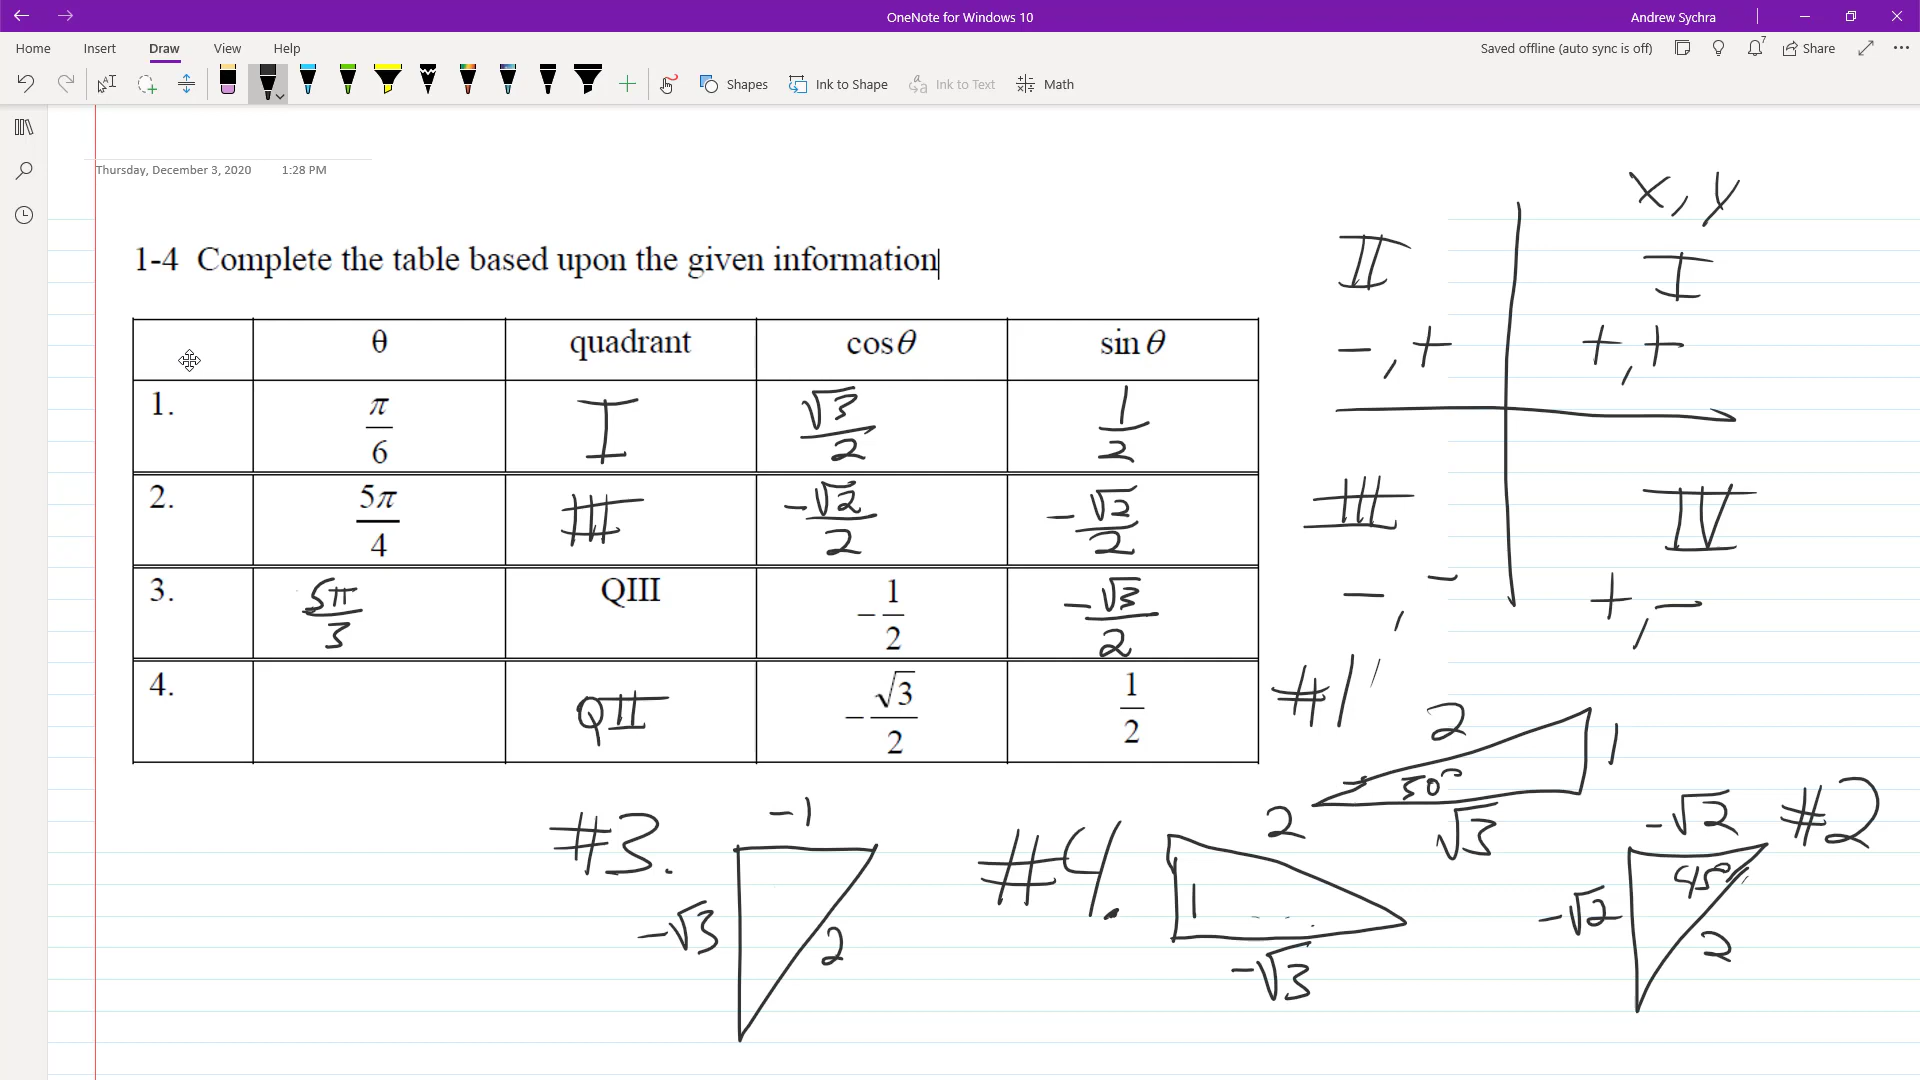 OneNote for Windows 10
Andrew Sychra
Home Insert Draw View Help
Saved offline (auto sync is off)
7
Share
Shapes
Ink to Shape
Ink to Text
Math
Thursday, December 3, 2020 1:28 PM
1-4 Complete the table based upon the given information
θ quadrant cosθ sin θ
1. π/6 I √3/2 1/2
2. 5π/4 III -√2/2 -√2/2
3. 5π/3 QIII -1/2 -√3/2
4. QII -√3/2 1/2
x, y
II I
-, + +, +
III IV
-, - +, -
#1
2 1
30°
√3
#2
-√2
45°
-√2
2
#3.
-1
-√3
2
#4.
2
1
-√3